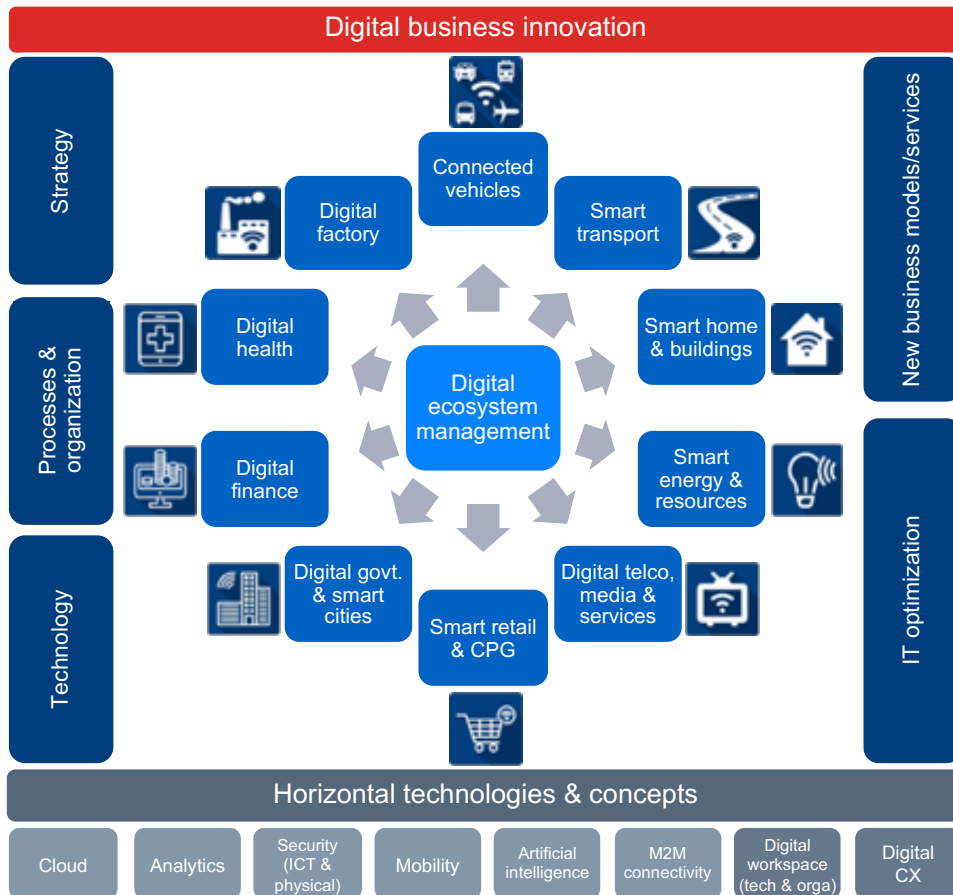 Digital business innovation
Strategy
Processes &
organization
Technology
New business models/services
IT optimization
Connected
vehicles
Digital
factory
Smart
transport
Digital
health
Smart home
& buildings
Digital
ecosystem
management
Digital
finance
Smart
energy &
resources
Digital govt.
& smart
cities
Digital telco,
media &
services
Smart retail
& CPG
Horizontal technologies & concepts
Cloud
Analytics
Security
(ICT &
physical)
Mobility
Artificial
intelligence
M2M
connectivity
Digital
workspace
(tech & orga)
Digital
CX